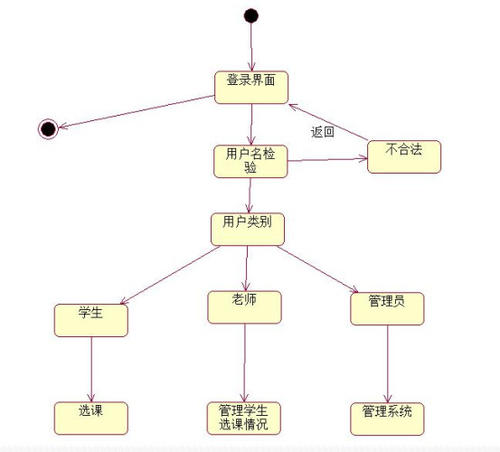 登录界面
返回
用户名检
验
不合法
用户类别
学生
老师
管理员
选课
管理学生
选课情况
管理系统